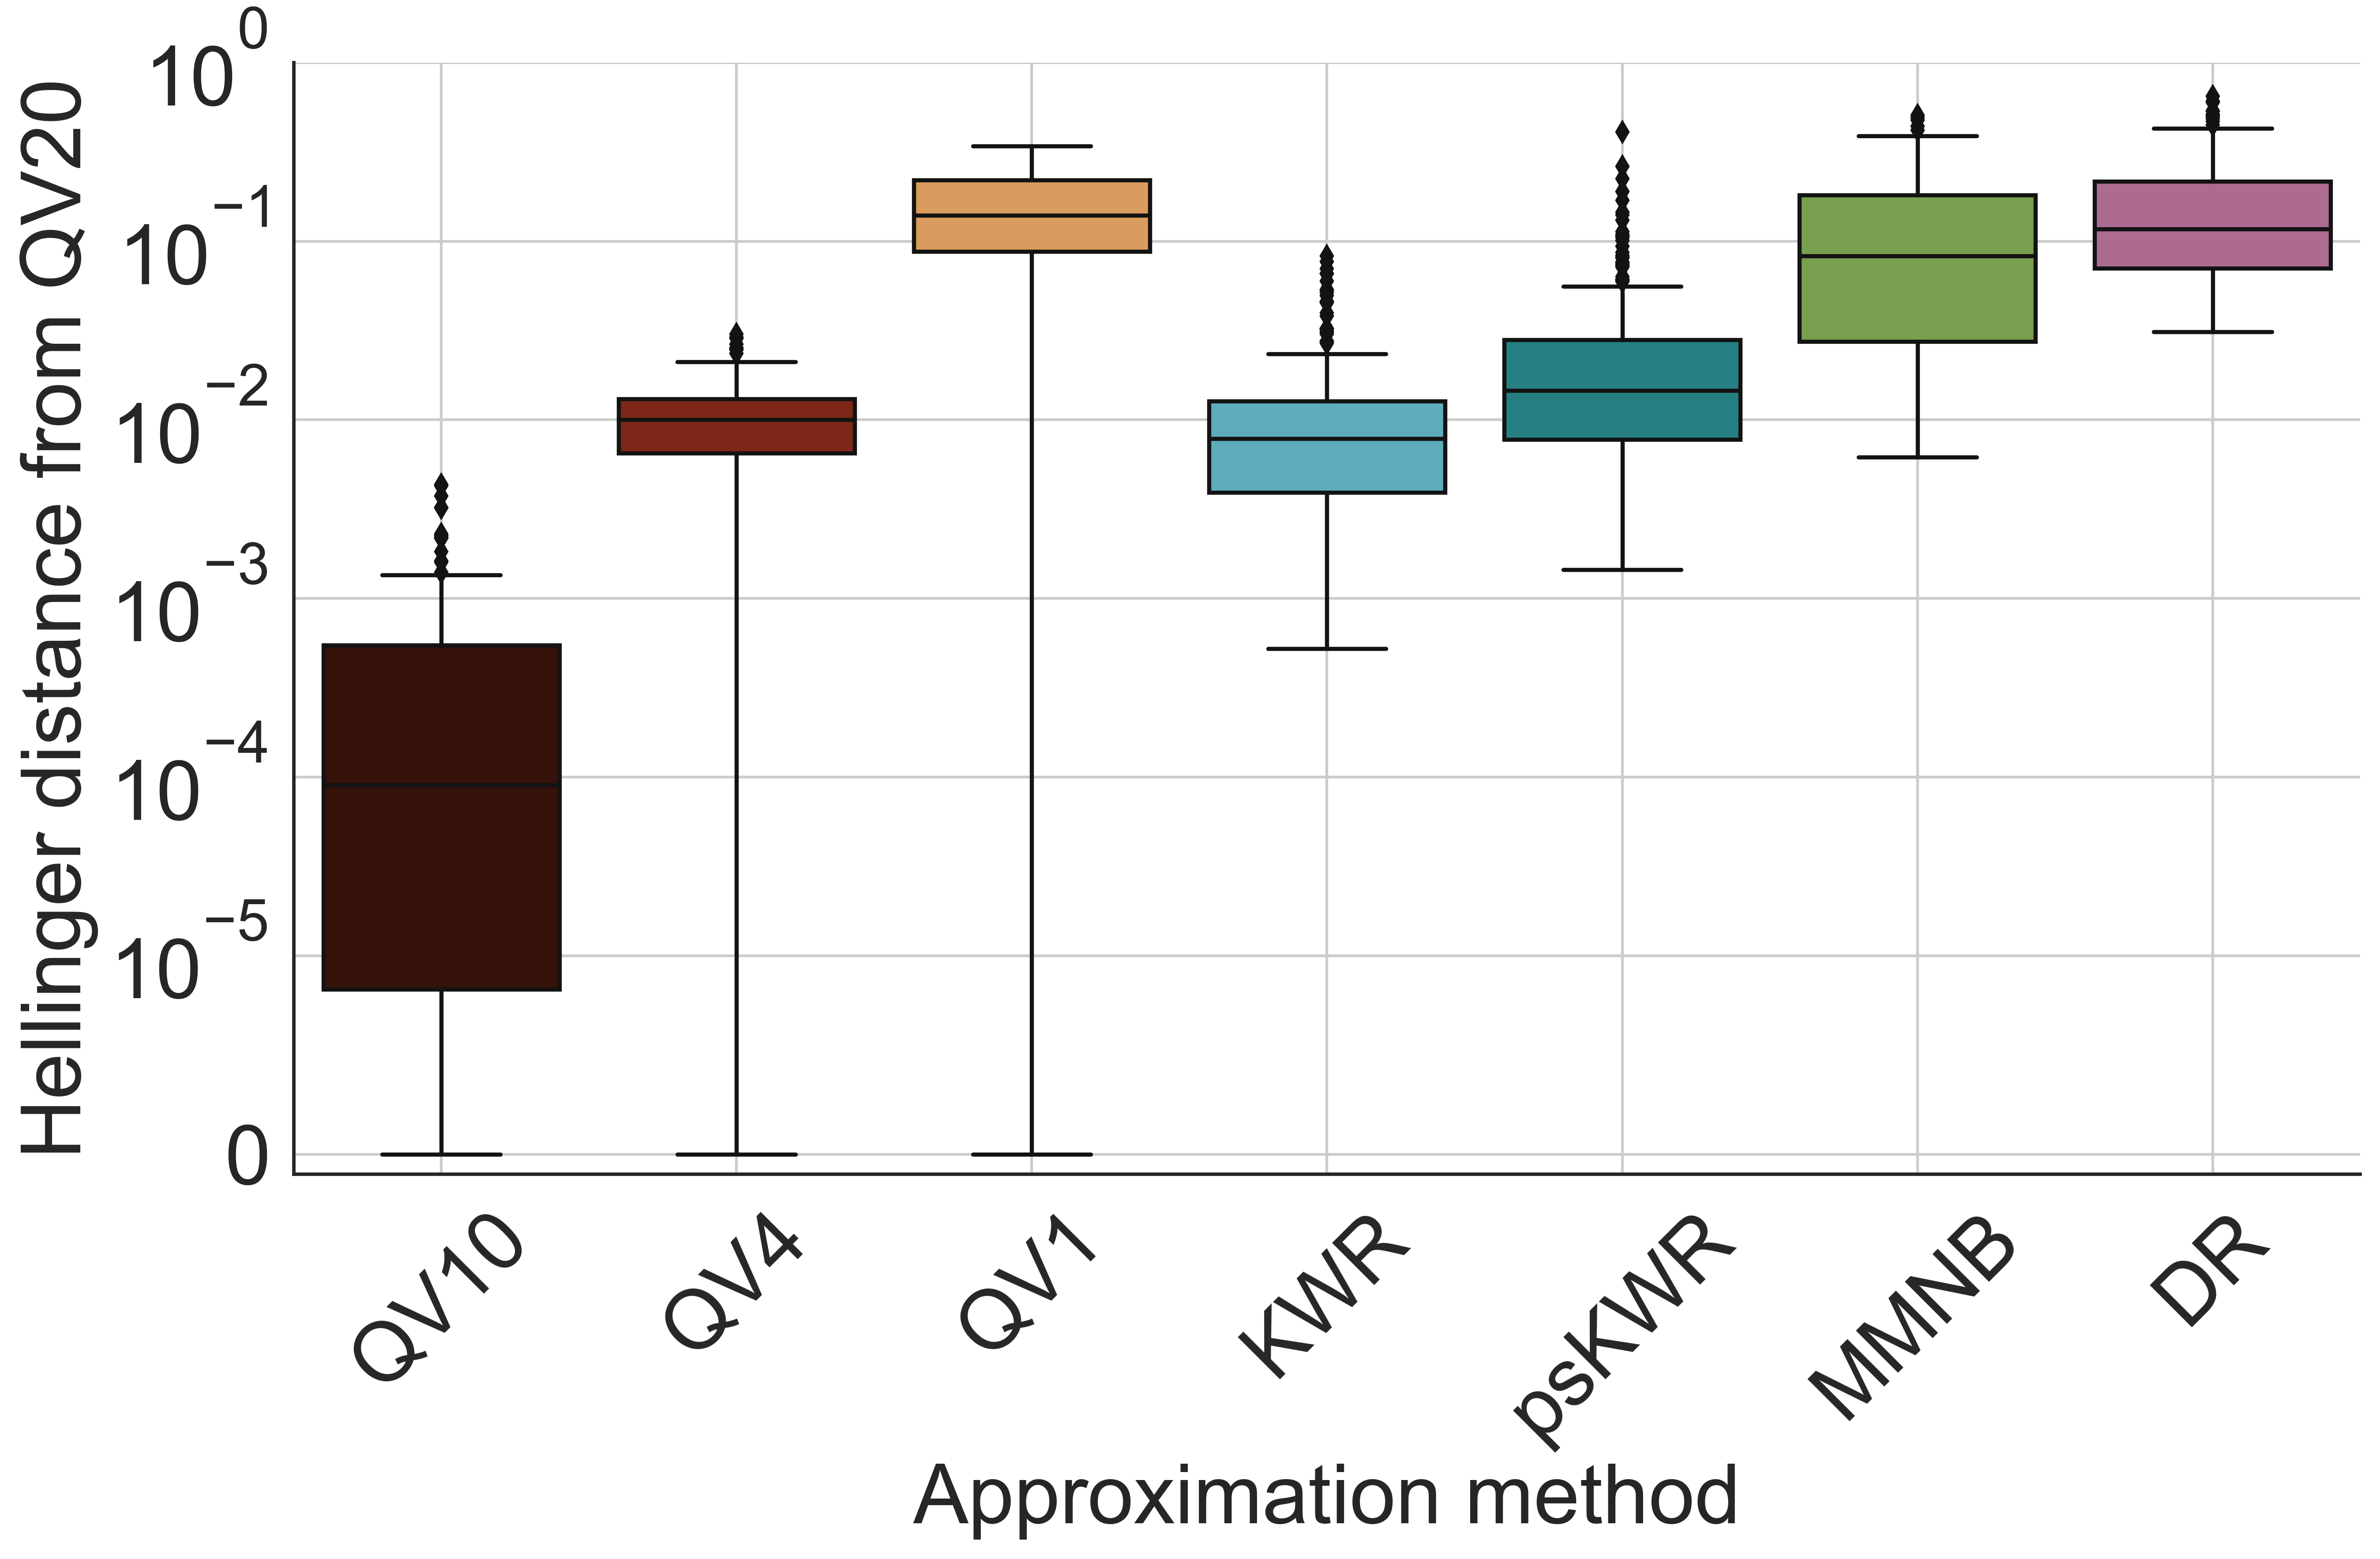 Hellinger distance from QV20
10^0
10^−1
10^−2
10^−3
10^−4
10^−5
0
QV10 QV4 QV1 KWR psKWR MMNB DR
Approximation method